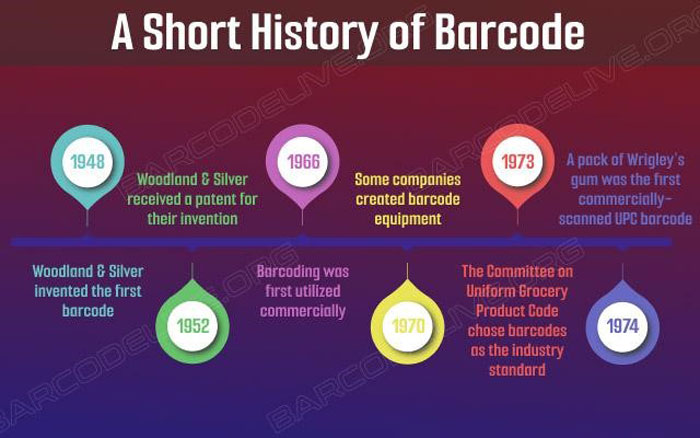 A Short History of Barcode
1948
Woodland & Silver
invented the first
barcode
Woodland & Silver
received a patent for
their invention
1952
1966
Barcoding was
first utilized
commercially
Some companies
created barcode
equipment
1970
1973
The Committee on
Uniform Grocery
Product Code
chose barcodes
as the industry
standard
A pack of Wrigley's
gum was the first
commercially-
scanned UPC barcode
1974
BARCODELIVE.ORG
BARCODELIVE.ORG
BARCODELIVE.ORG
BARCODELIVE.ORG